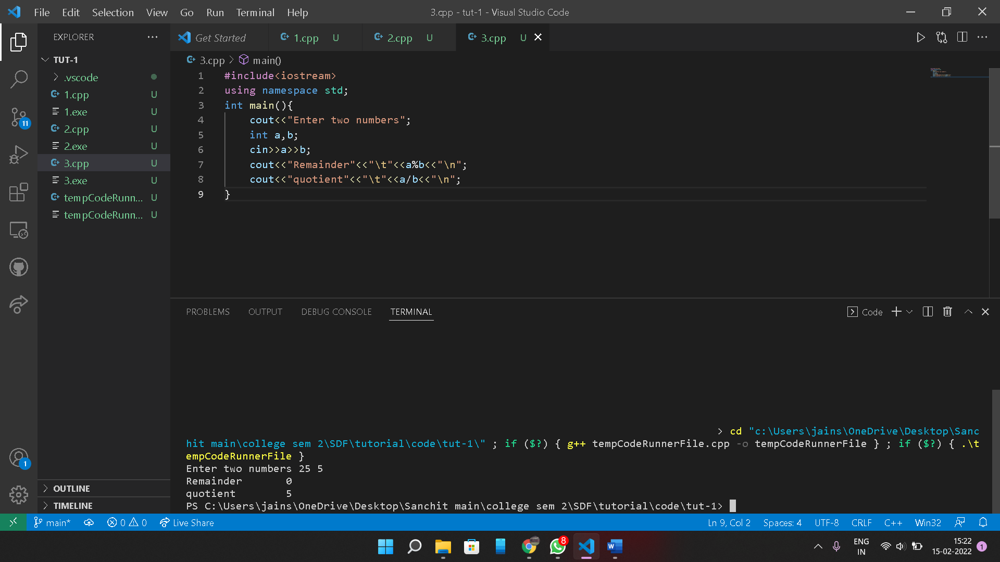 File Edit Selection View Go Run Terminal Help 3.cpp - tut-1 - Visual Studio Code
EXPLORER
TUT-1
.vscode
1.cpp U
1.exe U
2.cpp U
2.exe U
3.cpp U
3.exe U
tempCodeRunn... U
tempCodeRunn... U
OUTLINE
TIMELINE
11
1
Get Started 1.cpp U 2.cpp U 3.cpp U
3.cpp > main()
1 #include<iostream>
2 using namespace std;
3 int main(){
4 cout<<"Enter two numbers";
5 int a,b;
6 cin>>a>>b;
7 cout<<"Remainder"<<"\t"<<a%b<<"\n";
8 cout<<"quotient"<<"\t"<<a/b<<"\n";
9 }
PROBLEMS OUTPUT DEBUG CONSOLE TERMINAL Code
> cd "c:\Users\jains\OneDrive\Desktop\Sanc
hit main\college sem 2\SDF\tutorial\code\tut-1\" ; if ($?) { g++ tempCodeRunnerFile.cpp -o tempCodeRunnerFile } ; if ($?) { .\t
empCodeRunnerFile }
Enter two numbers 25 5
Remainder 0
quotient 5
PS C:\Users\jains\OneDrive\Desktop\Sanchit main\college sem 2\SDF\tutorial\code\tut-1>
main* 0 0 Live Share Ln 9, Col 2 Spaces: 4 UTF-8 CRLF C++ Win32
8
ENG
IN
15:22
15-02-2022
1